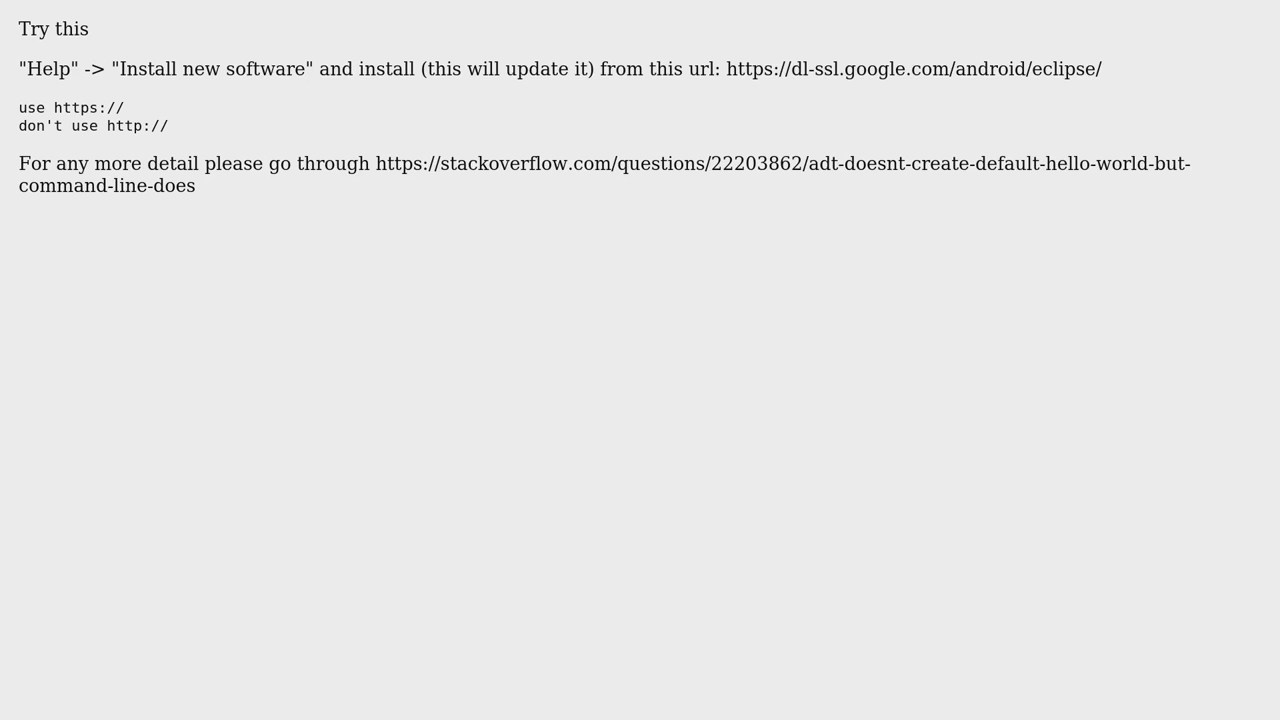 Try this
"Help" -> "Install new software" and install (this will update it) from this url: https://dl-ssl.google.com/android/eclipse/
use https://
don't use http://
For any more detail please go through https://stackoverflow.com/questions/22203862/adt-doesnt-create-default-hello-world-but-
command-line-does